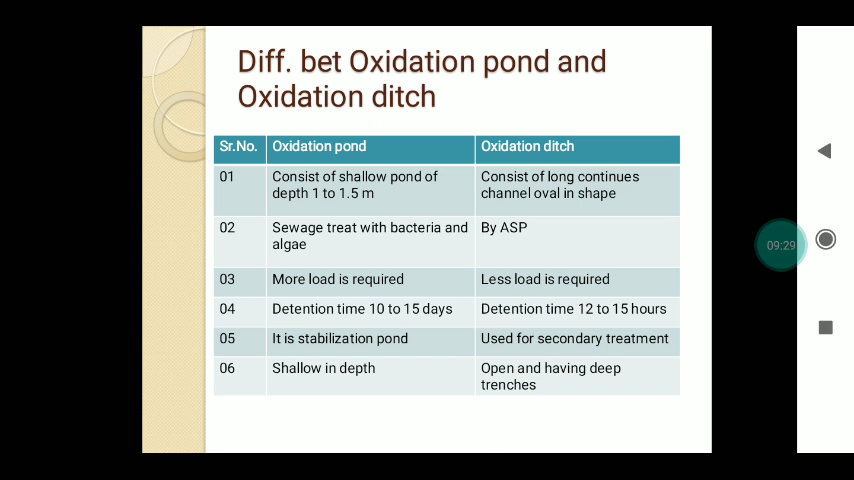 Diff. bet Oxidation pond and
Oxidation ditch
Sr.No. Oxidation pond Oxidation ditch
01 Consist of shallow pond of Consist of long continues
depth 1 to 1.5 m channel oval in shape
02 Sewage treat with bacteria and By ASP
algae
03 More load is required Less load is required
04 Detention time 10 to 15 days Detention time 12 to 15 hours
05 It is stabilization pond Used for secondary treatment
06 Shallow in depth Open and having deep
trenches
09:29